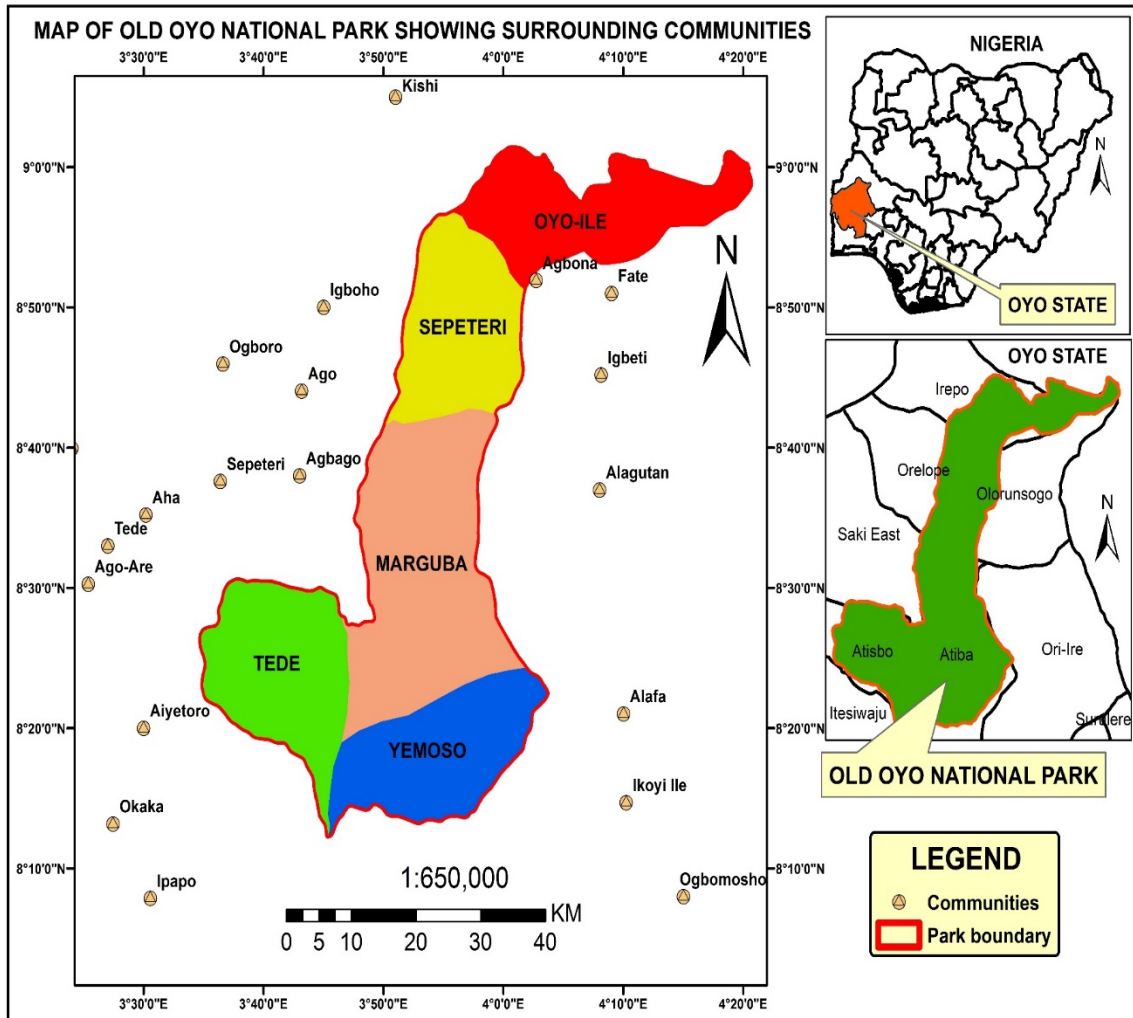 MAP OF OLD OYO NATIONAL PARK SHOWING SURROUNDING COMMUNITIES
3°30'0"E 3°40'0"E 3°50'0"E 4°0'0"E 4°10'0"E 4°20'0"E
Kishi
9°0'0"N 9°0'0"N
OYO-ILE
N
Agbona
Fate
8°50'0"N 8°50'0"N
Igboho
SEPETERI
Ogboro
Igbeti
Ago
8°40'0"N 8°40'0"N
Sepeteri
Agbago
Alagutan
Aha
Tede
Ago-Are
MARGUBA
8°30'0"N 8°30'0"N
TEDE
Aiyetoro
Alafa
8°20'0"N 8°20'0"N
YEMOSO
Okaka
Ikoyi Ile
8°10'0"N 8°10'0"N
Ipapo
Ogbomosho
1:650,000
KM
0 5 10 20 30 40
3°30'0"E 3°40'0"E 3°50'0"E 4°0'0"E 4°10'0"E 4°20'0"E
NIGERIA
N
OYO STATE
OYO STATE
Irepo
Orelope
Olorunsogo
N
Saki East
Atisbo
Atiba
Ori-Ire
Itesiwaju
Surulere
OLD OYO NATIONAL PARK
LEGEND
Communities
Park boundary